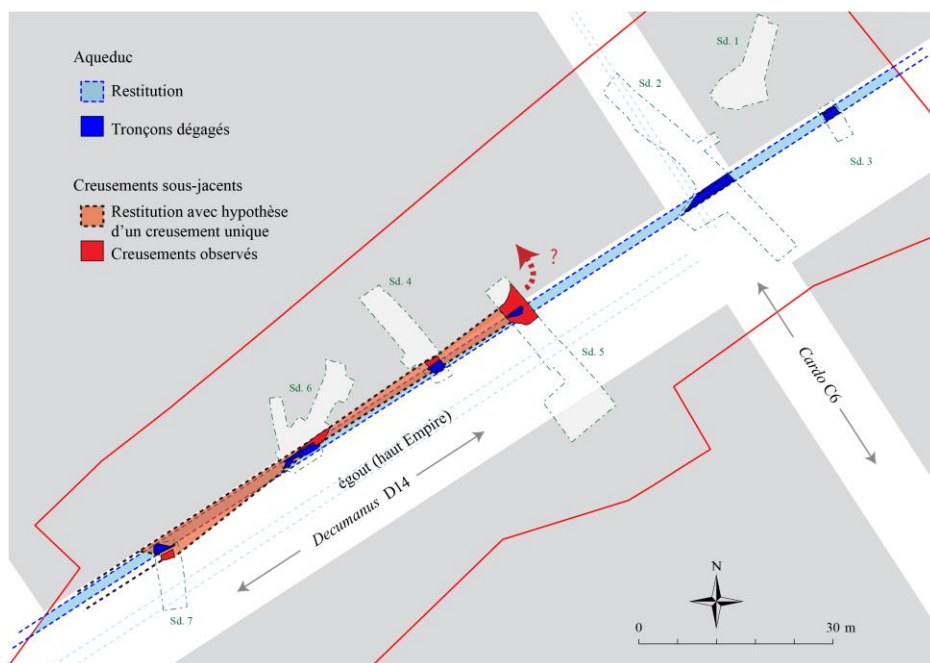 Aqueduc
Restitution
Tronçons dégagés
Creusements sous-jacents
Restitution avec hypothèse
d'un creusement unique
Creusements observés
Sd. 1
Sd. 2
Sd. 3
?
Sd. 4
Sd. 5
Sd. 6
Cardo C6
égout (haut Empire)
Decumanus D14
Sd. 7
N
0
30 m